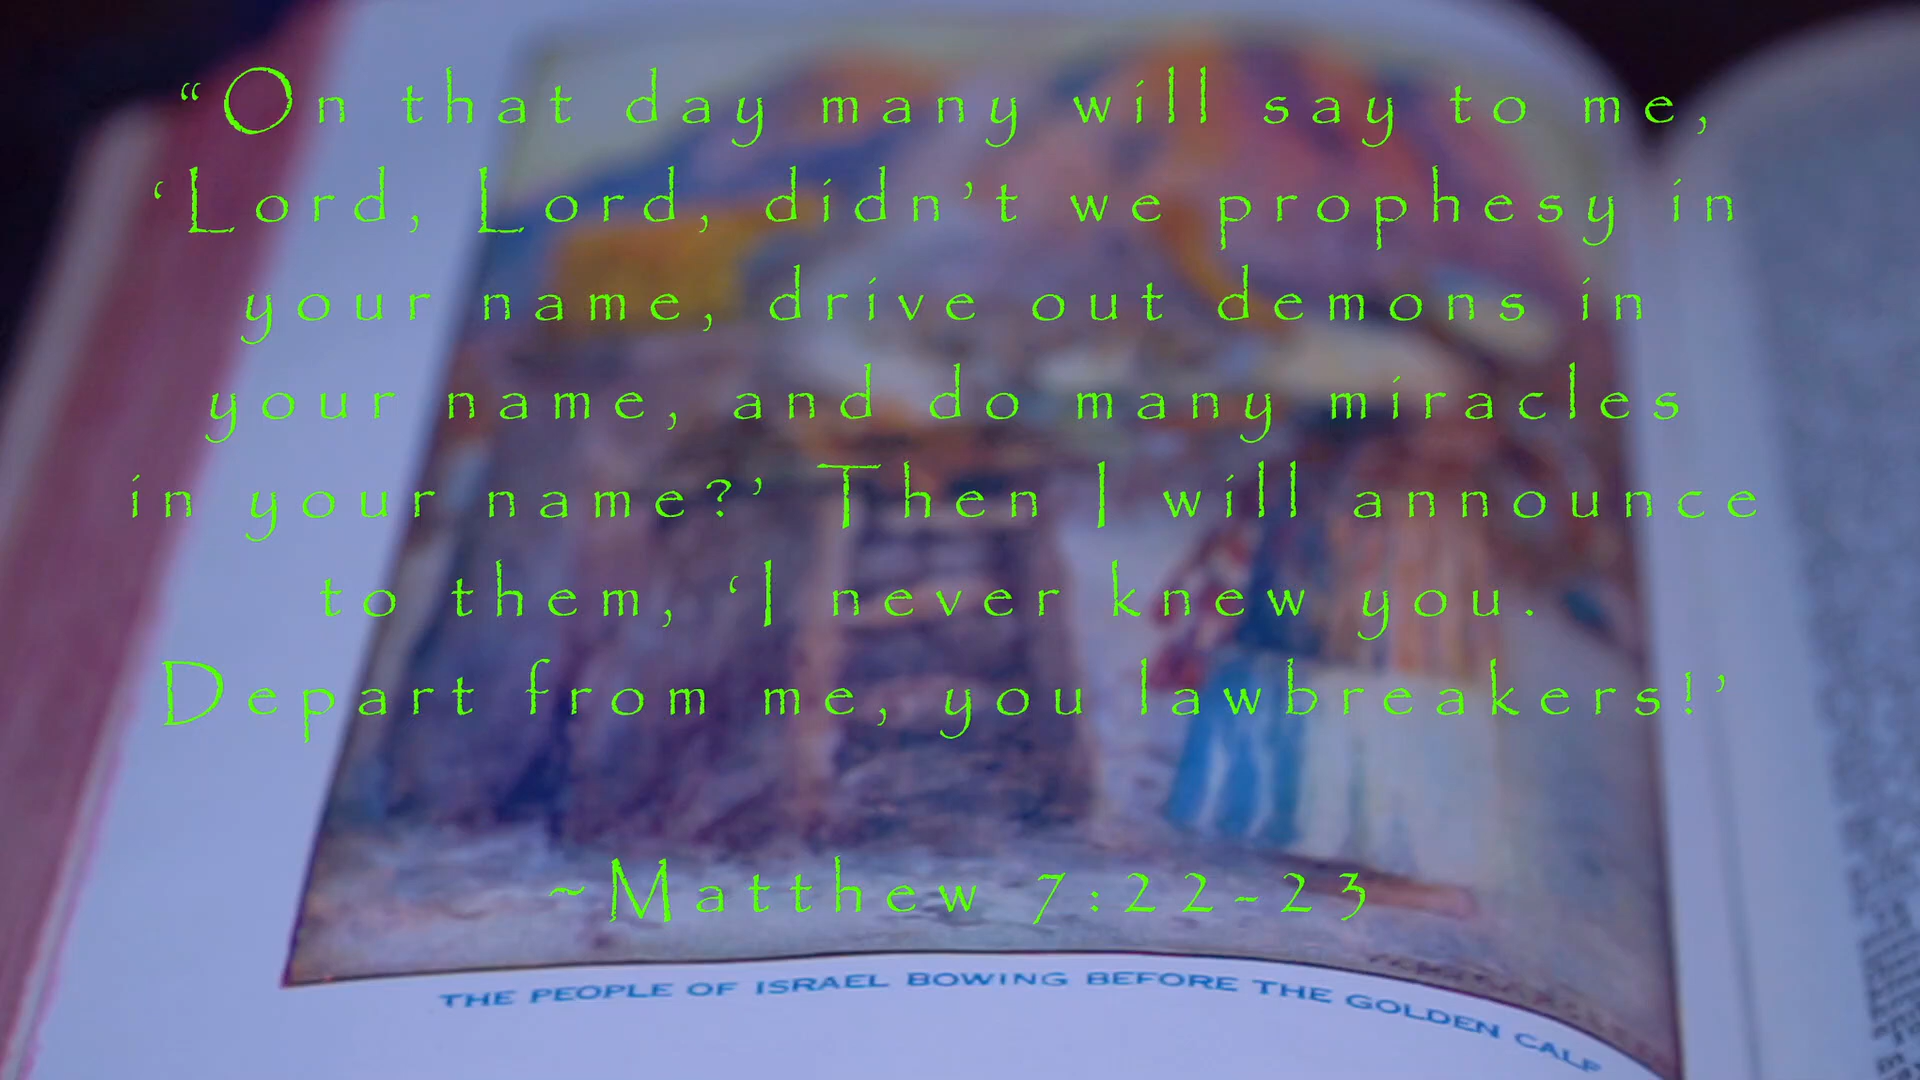 “On that day many will say to me,
‘Lord, Lord, didn’t we prophesy in
your name, drive out demons in
your name, and do many miracles
in your name?’ Then I will announce
to them, ‘I never knew you.
Depart from me, you lawbreakers!’
~Matthew 7:22-23
THE PEOPLE OF ISRAEL BOWING BEFORE THE GOLDEN CALF